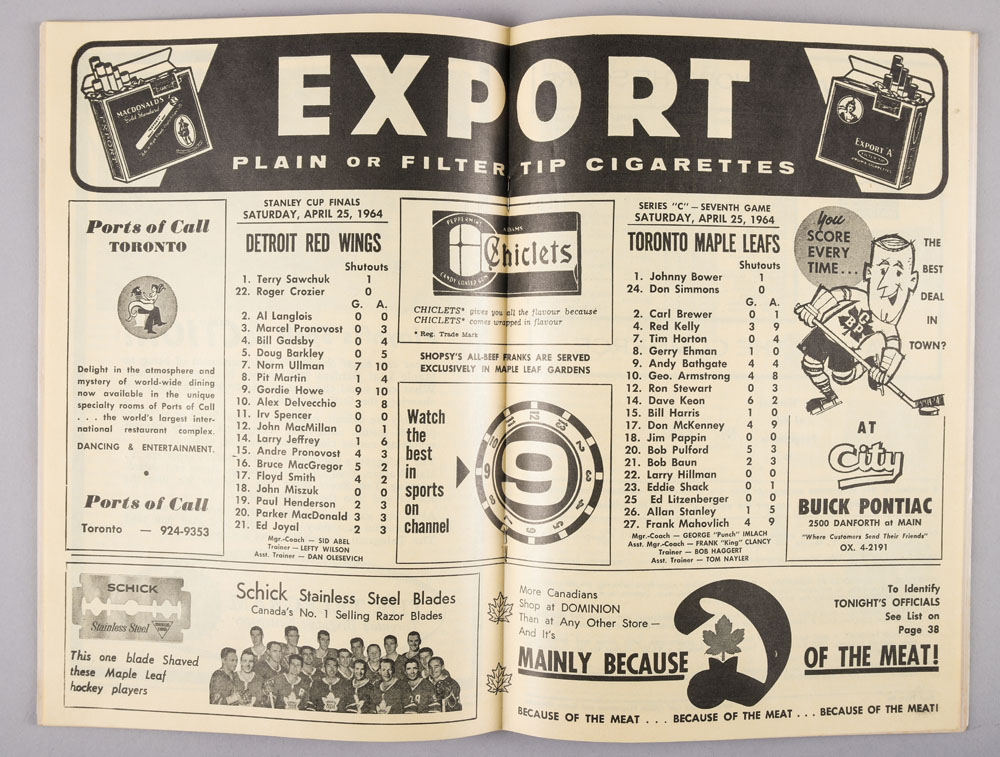 EXPORT
PLAIN OR FILTER TIP CIGARETTES
MACDONALD'S
Gold Standard
EXPORT
EXPORT "A"
Ports of Call
TORONTO
Delight in the atmosphere and
mystery of world-wide dining
now available in the unique
specialty rooms of Ports of Call
. . . . the world's largest inter-
national restaurant complex.
DANCING & ENTERTAINMENT.
Ports of Call
Toronto — 924-9353
STANLEY CUP FINALS
SATURDAY, APRIL 25, 1964
DETROIT RED WINGS
Shutouts
1. Terry Sawchuk 1
22. Roger Crozier 0
G. A.
2. Al Langlois 0 0
3. Marcel Pronovost 0 3
4. Bill Gadsby 0 4
5. Doug Barkley 0 5
7. Norm Ullman 7 10
8. Pit Martin 1 4
9. Gordie Howe 9 10
10. Alex Delvecchio 3 8
11. Irv Spencer 0 0
12. John MacMillan 0 1
14. Larry Jeffrey 1 6
15. Andre Pronovost 4 3
16. Bruce MacGregor 5 2
17. Floyd Smith 4 2
18. John Miszuk 0 0
19. Paul Henderson 2 3
20. Parker MacDonald 3 3
21. Ed Joyal 2 3
Mgr.-Coach — SID ABEL
Trainer — LEFTY WILSON
Asst. Trainer — DAN OLESEVICH
PEPPERMINT
ADAMS
Chiclets
CANDY COATED GUM
CHICLETS* gives you all the flavour because
CHICLETS* comes wrapped in flavour
* Reg. Trade Mark
SHOPSY'S ALL-BEEF FRANKS ARE SERVED
EXCLUSIVELY IN MAPLE LEAF GARDENS
Watch
the
best
in
sports
on
channel
9
12
13
3
5
6
7
9
10
11
SERIES "C" — SEVENTH GAME
SATURDAY, APRIL 25, 1964
TORONTO MAPLE LEAFS
Shutouts
1. Johnny Bower 1
24. Don Simmons 0
G. A.
2. Carl Brewer 0 1
4. Red Kelly 3 9
7. Tim Horton 0 4
8. Gerry Ehman 1 0
9. Andy Bathgate 4 4
10. Geo. Armstrong 4 8
12. Ron Stewart 0 3
14. Dave Keon 6 2
15. Bill Harris 1 0
17. Don McKenney 4 9
18. Jim Pappin 0 0
20. Bob Pulford 5 3
21. Bob Baun 2 3
22. Larry Hillman 0 0
23. Eddie Shack 0 1
25 Ed Litzenberger 0 0
26. Allan Stanley 1 5
27. Frank Mahovlich 4 9
Mgr.-Coach — GEORGE "Punch" IMLACH
Asst. Mgr.-Coach — FRANK "King" CLANCY
Trainer — BOB HAGGERT
Asst. Trainer — TOM NAYLER
You
SCORE
EVERY
TIME...
THE
BEST
DEAL
IN
TOWN?
AT
City
BUICK PONTIAC
2500 DANFORTH at MAIN
"Where Customers Send Their Friends"
OX. 4-2191
SCHICK
Stainless Steel
This one blade Shaved
these Maple Leaf
hockey players
Schick Stainless Steel Blades
Canada's No. 1 Selling Razor Blades
More Canadians
Shop at DOMINION
Than at Any Other Store —
And It's
MAINLY BECAUSE
OF THE MEAT!
To Identify
TONIGHT'S OFFICIALS
See List on
Page 38
BECAUSE OF THE MEAT . . . BECAUSE OF THE MEAT . . . BECAUSE OF THE MEAT!